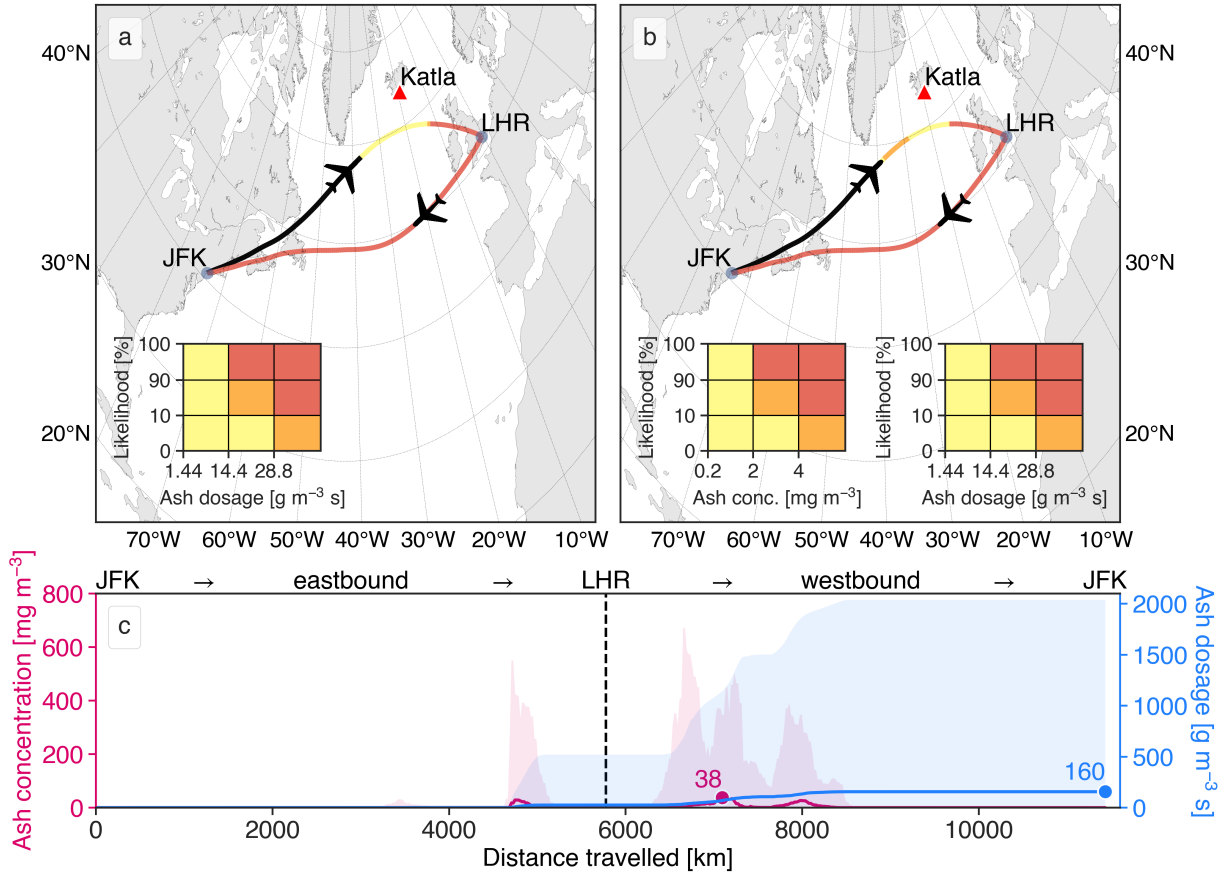 a
b
40°N
40°N
Katla
Katla
LHR
LHR
JFK
JFK
30°N
30°N
20°N
20°N
Likelihood [%]
100
90
10
0
1.44 14.4 28.8
Ash dosage [g m⁻³ s]
Likelihood [%]
100
90
10
0
0.2 2 4
Ash conc. [mg m⁻³]
Likelihood [%]
100
90
10
0
1.44 14.4 28.8
Ash dosage [g m⁻³ s]
70°W 60°W 50°W 40°W 30°W 20°W 10°W
70°W 60°W 50°W 40°W 30°W 20°W 10°W
JFK → eastbound → LHR → westbound → JFK
c
Ash concentration [mg m⁻³]
800
600
400
200
0
38
160
2000
1500
1000
500
0
Ash dosage [g m⁻³ s]
0 2000 4000 6000 8000 10000
Distance travelled [km]